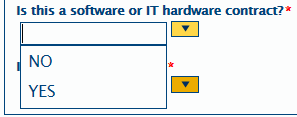 Is this a software or IT hardware contract?*
NO
*
YES